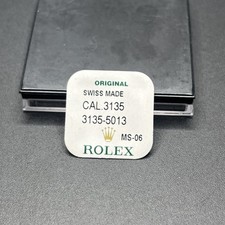 ORIGINAL
SWISS MADE
CAL.3135
3135-5013
MS-06
ROLEX